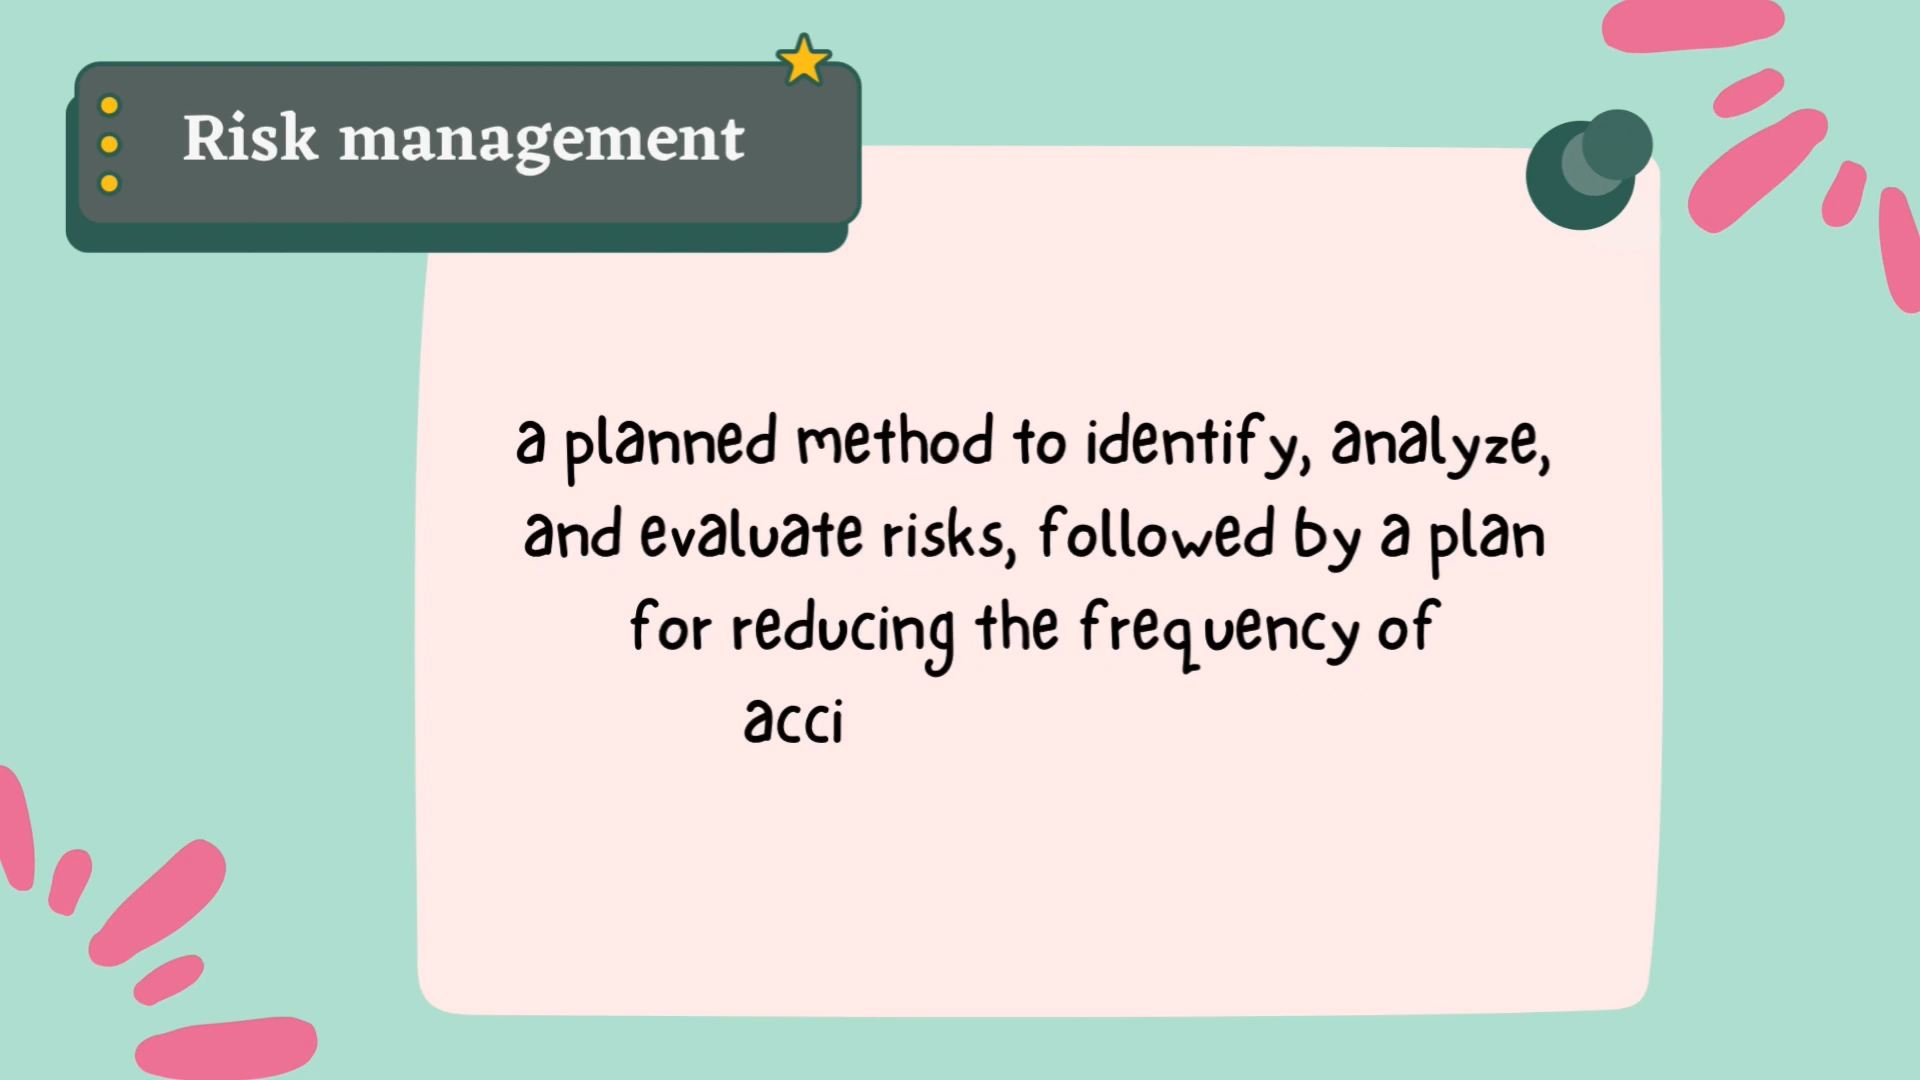 Risk management
a planned method to identify, analyze,
and evaluate risks, followed by a plan
for reducing the frequency of
acci